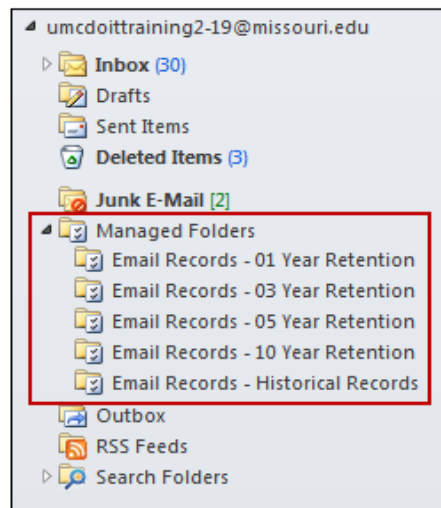 umcdoittraining2-19@missouri.edu
Inbox (30)
Drafts
Sent Items
Deleted Items (3)
Junk E-Mail [2]
Managed Folders
Email Records - 01 Year Retention
Email Records - 03 Year Retention
Email Records - 05 Year Retention
Email Records - 10 Year Retention
Email Records - Historical Records
Outbox
RSS Feeds
Search Folders